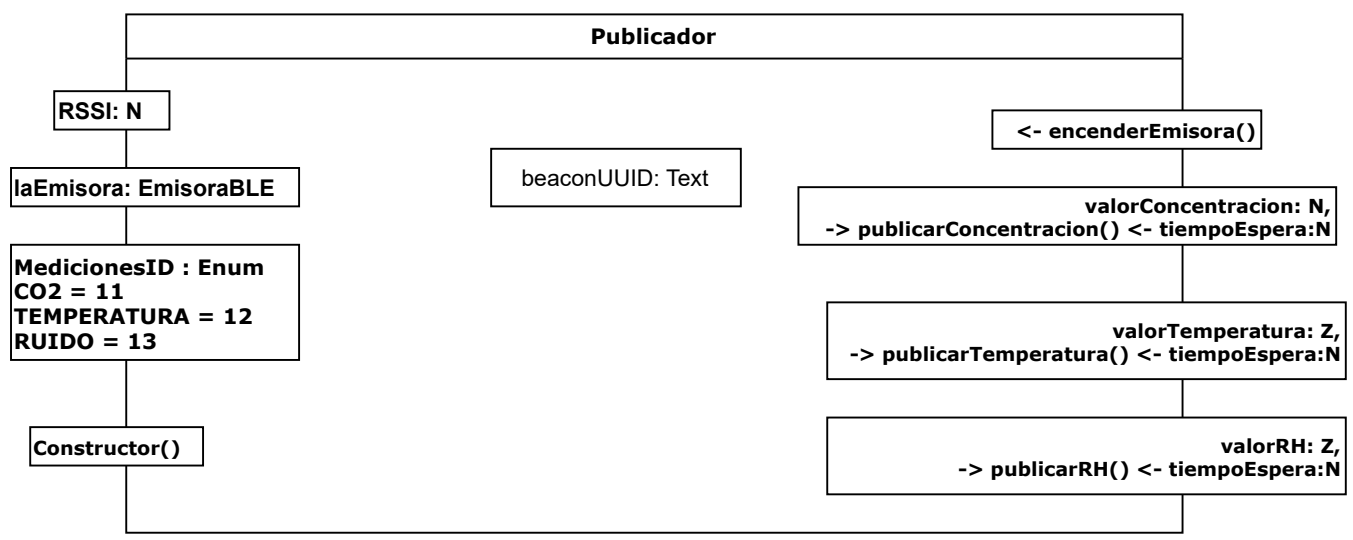 Publicador
RSSI: N
laEmisora: EmisoraBLE
MedicionesID : Enum
CO2 = 11
TEMPERATURA = 12
RUIDO = 13
Constructor()
beaconUUID: Text
<- encenderEmisora()
valorConcentracion: N,
-> publicarConcentracion() <- tiempoEspera:N
valorTemperatura: Z,
-> publicarTemperatura() <- tiempoEspera:N
valorRH: Z,
-> publicarRH() <- tiempoEspera:N